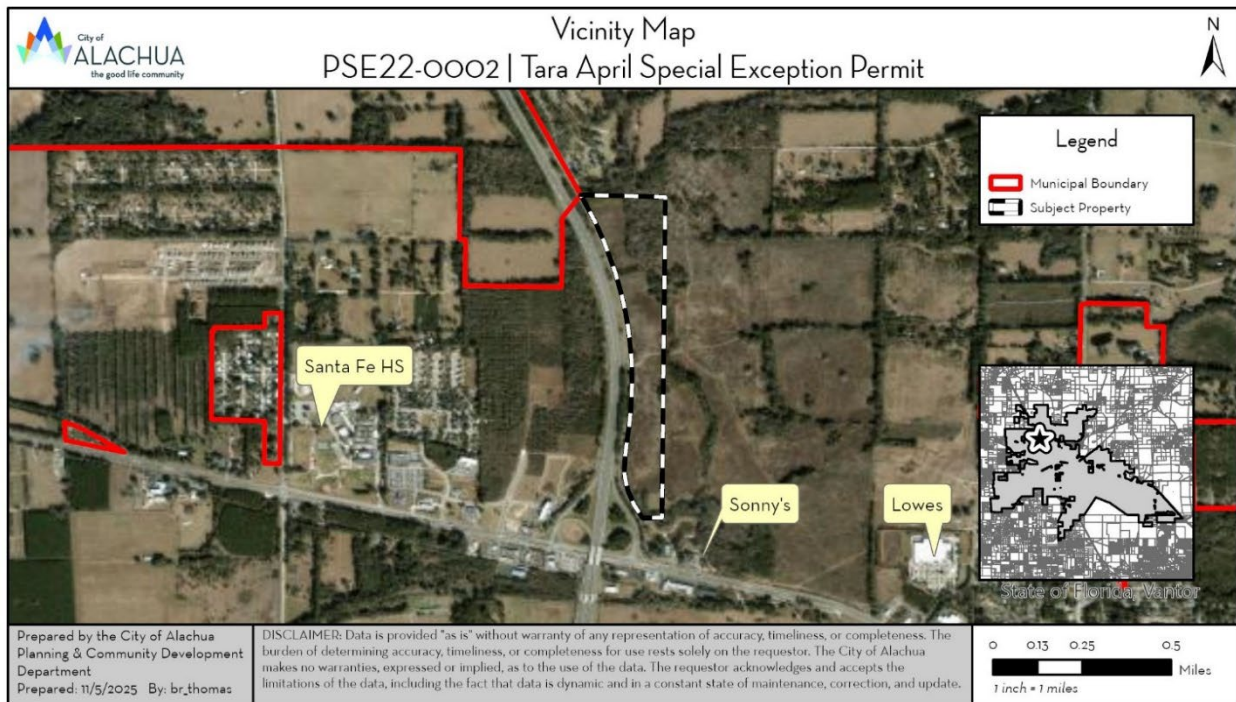 City of
ALACHUA
the good life community
Vicinity Map
PSE22-0002 | Tara April Special Exception Permit
N
Legend
Municipal Boundary
Subject Property
Santa Fe HS
Sonny's
Lowes
State of Florida, Vantor
Prepared by the City of Alachua
Planning & Community Development
Department
Prepared: 11/5/2025 By: br_thomas
DISCLAIMER: Data is provided "as is" without warranty of any representation of accuracy, timeliness, or completeness. The
burden of determining accuracy, timeliness, or completeness for use rests solely on the requestor. The City of Alachua
makes no warranties, expressed or implied, as to the use of the data. The requestor acknowledges and accepts the
limitations of the data, including the fact that data is dynamic and in a constant state of maintenance, correction, and update.
0 0.13 0.25 0.5
Miles
1 inch = 1 miles